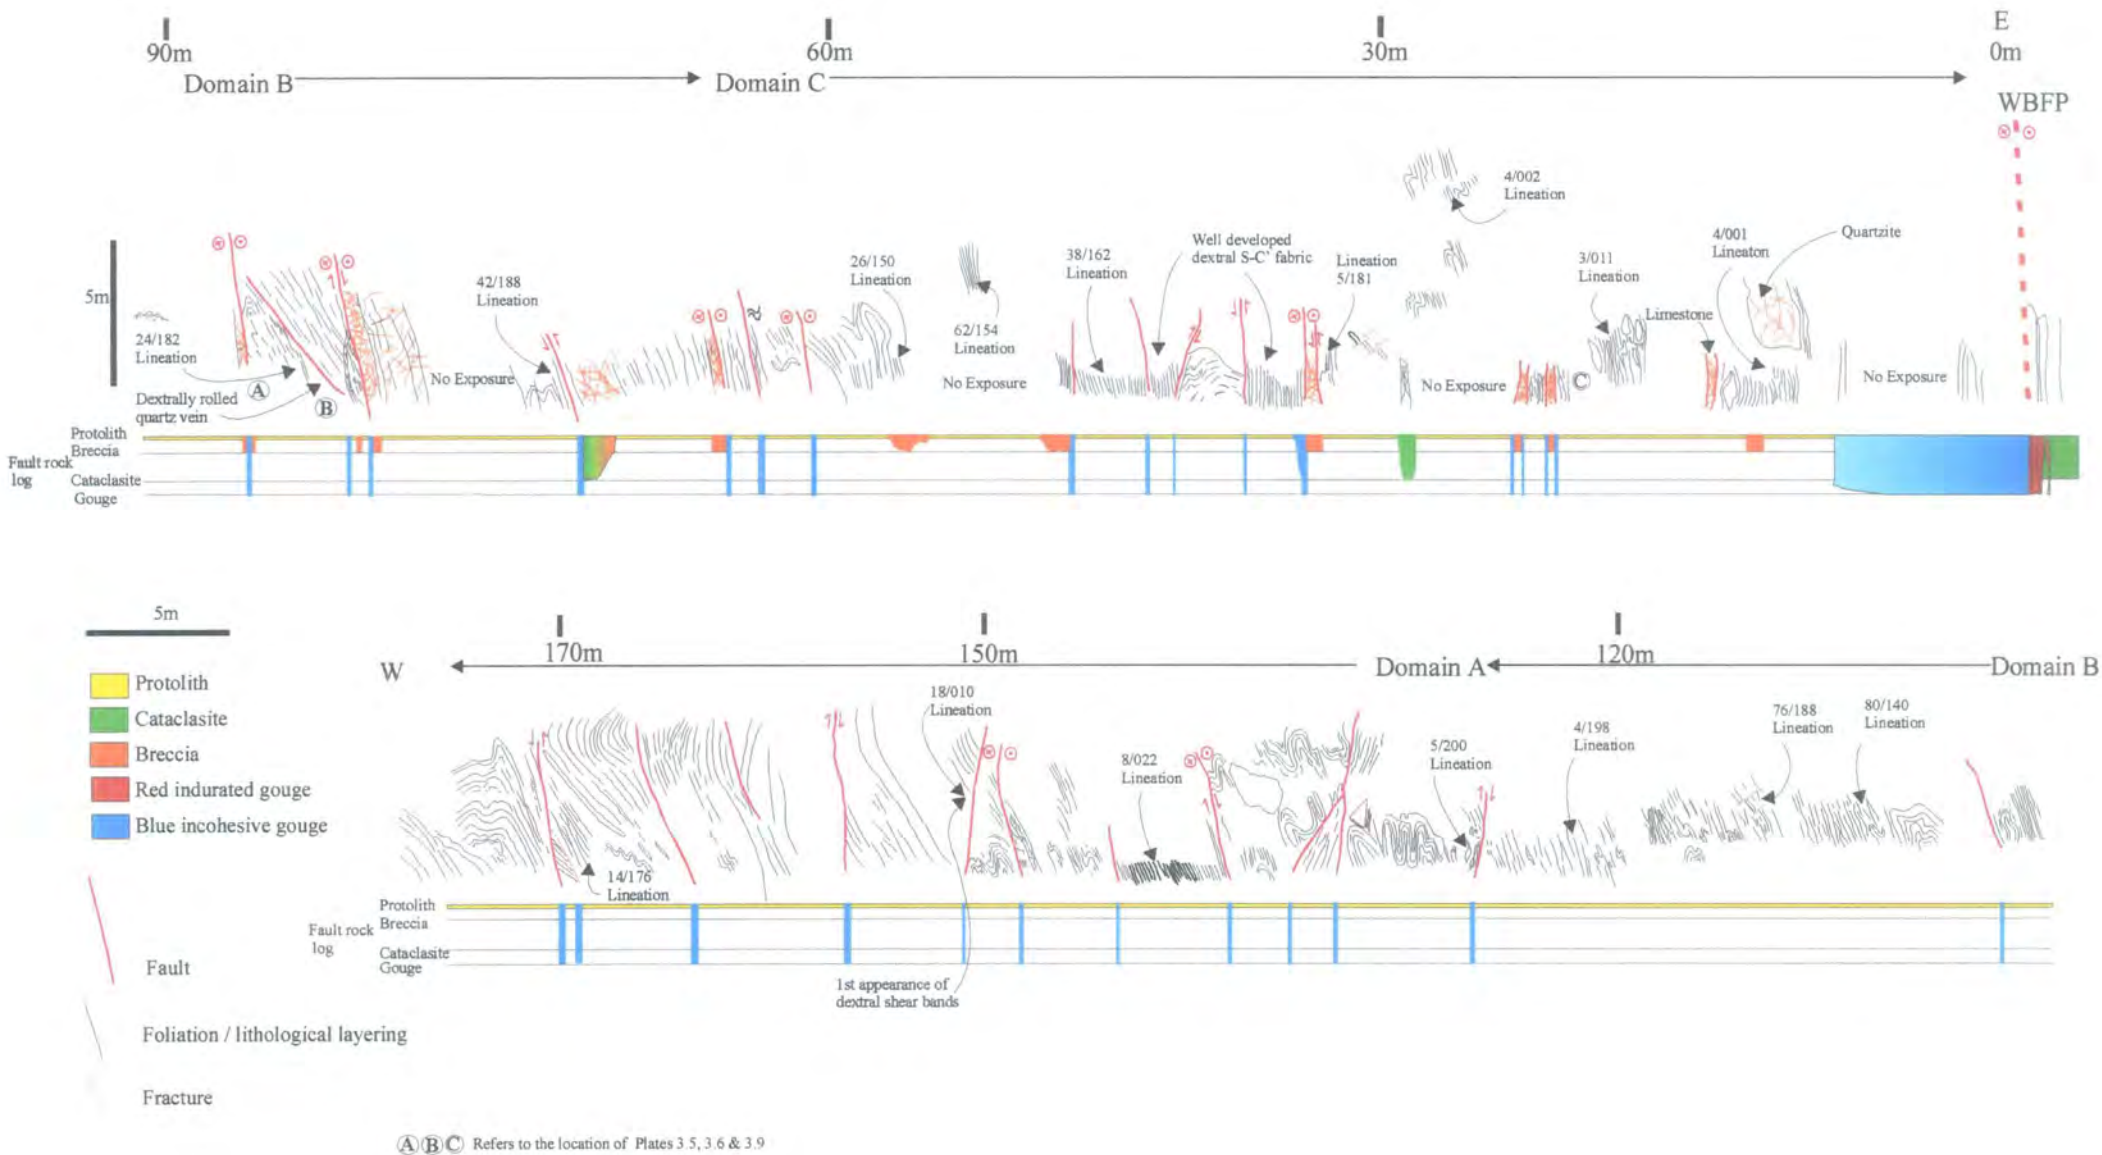 E
90m 60m 30m 0m
Domain B Domain C
WBFP
4/002
Lineation
5m
42/188
Lineation
26/150
Lineation
38/162
Lineation
Well developed
dextral S-C' fabric
Lineation
5/181
3/011
Lineation
4/001
Lineaton
Quartzite
24/182
Lineation
62/154
Lineation
Limestone
No Exposure
No Exposure
No Exposure
No Exposure
A
B
C
Dextrally rolled
quartz vein
Fault rock
log
Protolith
Breccia
Cataclasite
Gouge
5m
W
170m 150m 120m
Domain A Domain B
Protolith
Cataclasite
Breccia
Red indurated gouge
Blue incohesive gouge
Fault
Foliation / lithological layering
Fracture
18/010
Lineation
8/022
Lineation
5/200
Lineation
4/198
Lineation
76/188
Lineation
80/140
Lineation
14/176
Lineation
Fault rock
log
Protolith
Breccia
Cataclasite
Gouge
1st appearance of
dextral shear bands
A B C Refers to the location of Plates 3.5, 3.6 & 3.9